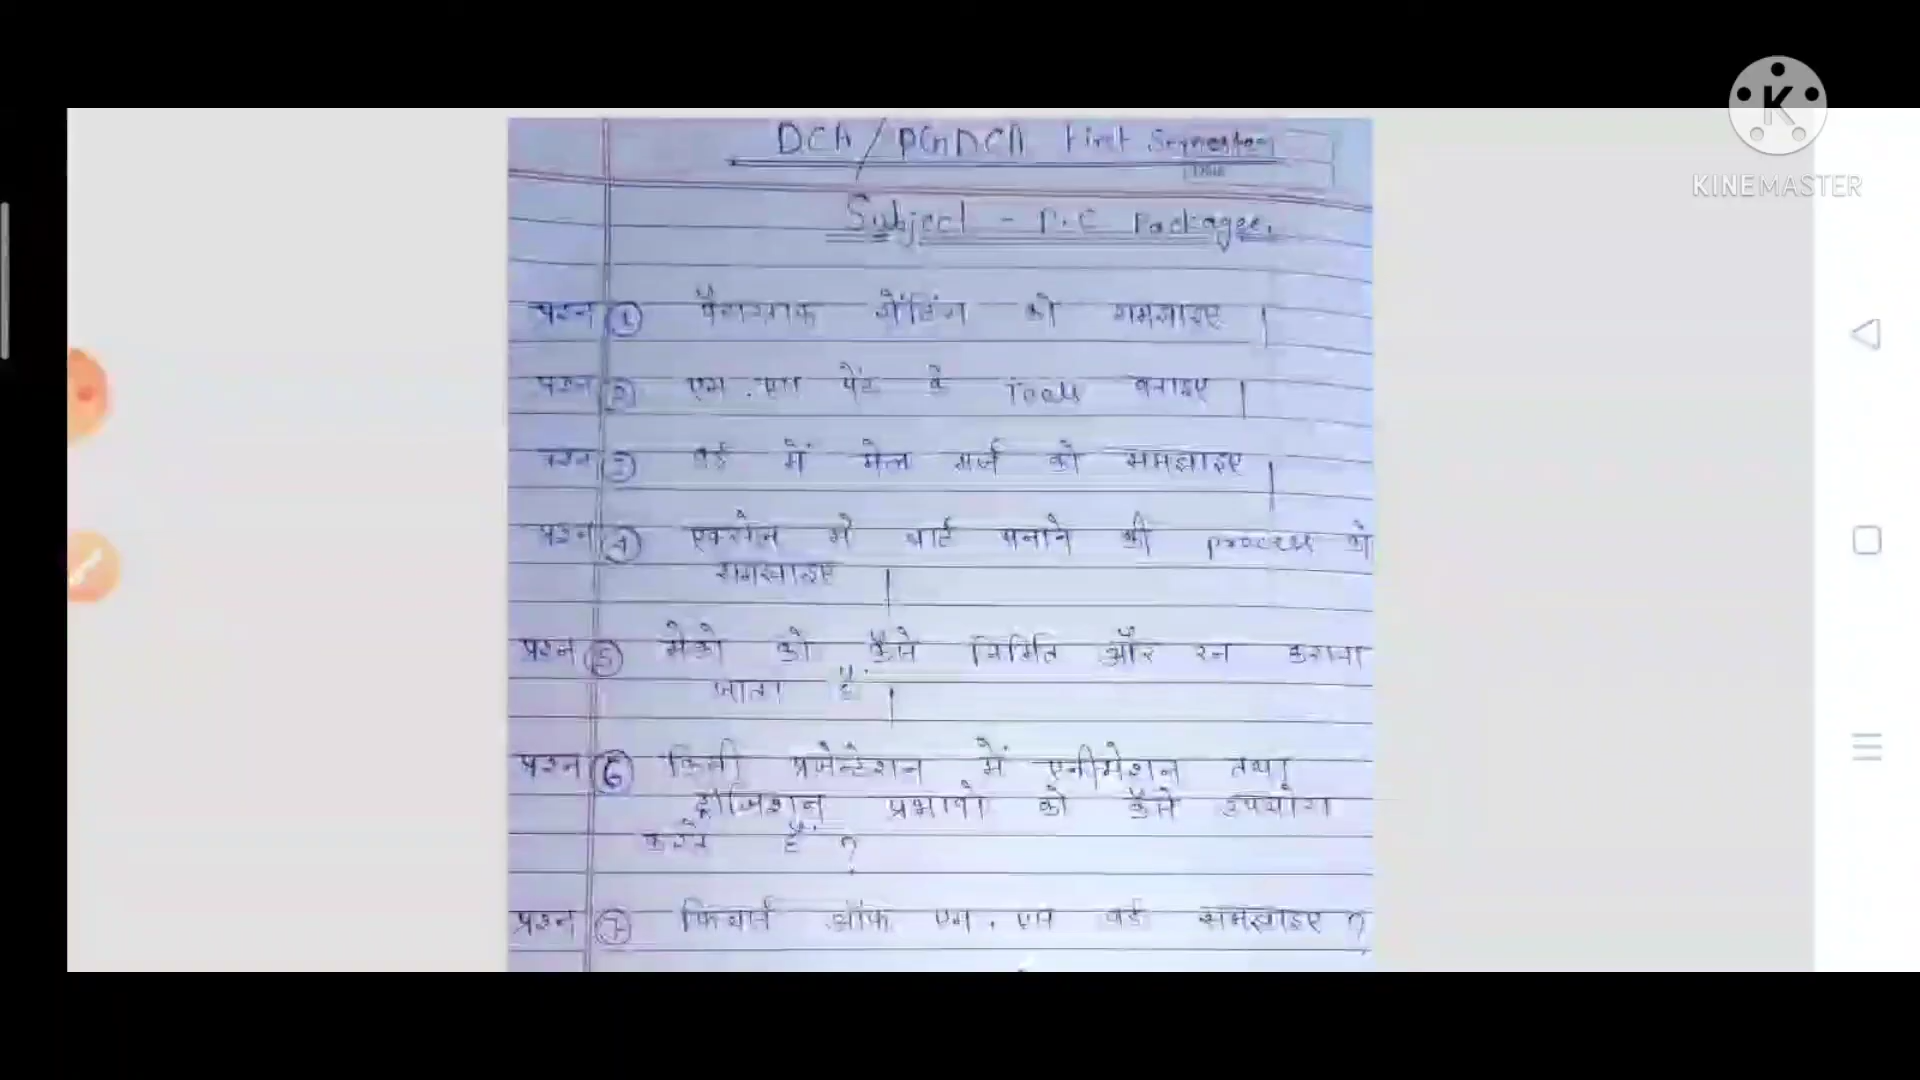 DCA/PGDCA First Semester
Date
KINEMASTER
Subject - P.C Packages.
प्रश्न 1 पैराग्राफ सेटिंग को समझाइए |
प्रश्न 2 एम.एस पेंट के Tools बताइए |
प्रश्न 3 वर्ड में मेल मर्ज को समझाइए |
प्रश्न 4 एक्सेल मे चार्ट बनाने की process को
समझाइए |
प्रश्न 5 मेक्रो को कैसे निर्मित और रन कराया
जाता हैं |
प्रश्न 6 किसी प्रजेन्टेशन में एनीमेशन तथा
ट्रांजिशन प्रभावो को कैसे उपयोग
करते हैं ?
प्रश्न 7 फिचर्स ऑफ एम.एस वर्ड समझाइए ?